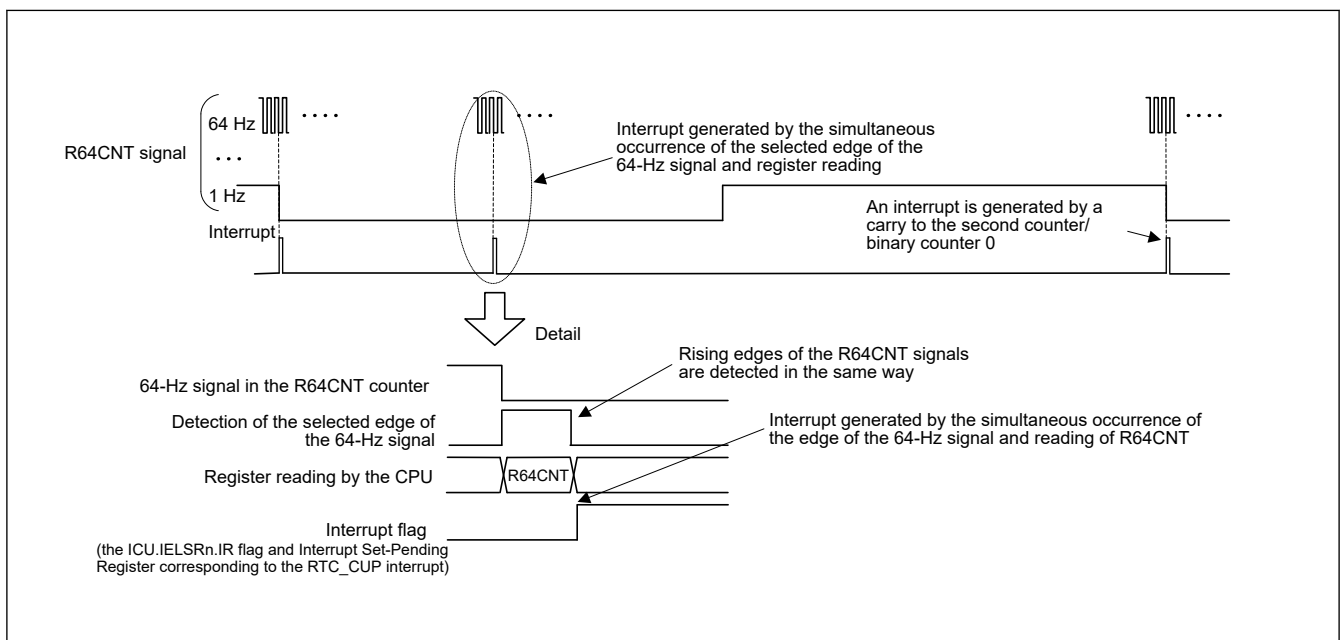 R64CNT signal
64 Hz
• • • •
• • • •
• • • •
• • •
1 Hz
Interrupt
Interrupt generated by the simultaneous
occurrence of the selected edge of the
64-Hz signal and register reading
An interrupt is generated by a
carry to the second counter/
binary counter 0
Detail
64-Hz signal in the R64CNT counter
Rising edges of the R64CNT signals
are detected in the same way
Detection of the selected edge of
the 64-Hz signal
Interrupt generated by the simultaneous occurrence of
the edge of the 64-Hz signal and reading of R64CNT
Register reading by the CPU
R64CNT
Interrupt flag
(the ICU.IELSRn.IR flag and Interrupt Set-Pending
Register corresponding to the RTC_CUP interrupt)